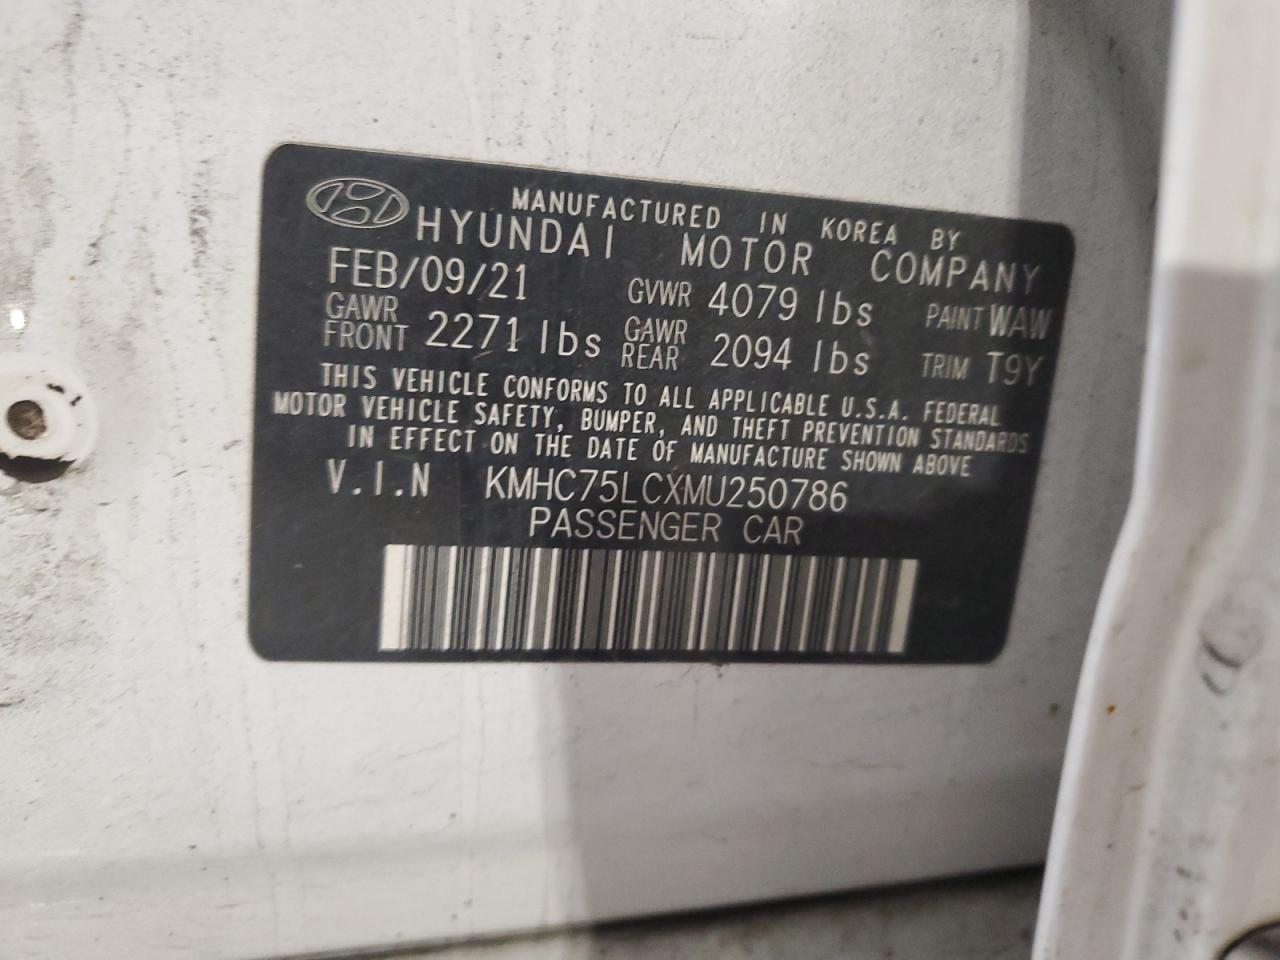 MANUFACTURED IN KOREA BY
HYUNDAI MOTOR COMPANY
FEB/09/21 GVWR 4079 lbs PAINT WAW
GAWR FRONT 2271 lbs GAWR REAR 2094 lbs TRIM T9Y
THIS VEHICLE CONFORMS TO ALL APPLICABLE U.S.A. FEDERAL
MOTOR VEHICLE SAFETY, BUMPER, AND THEFT PREVENTION STANDARDS
IN EFFECT ON THE DATE OF MANUFACTURE SHOWN ABOVE
V.I.N KMHC75LCXMU250786
PASSENGER CAR